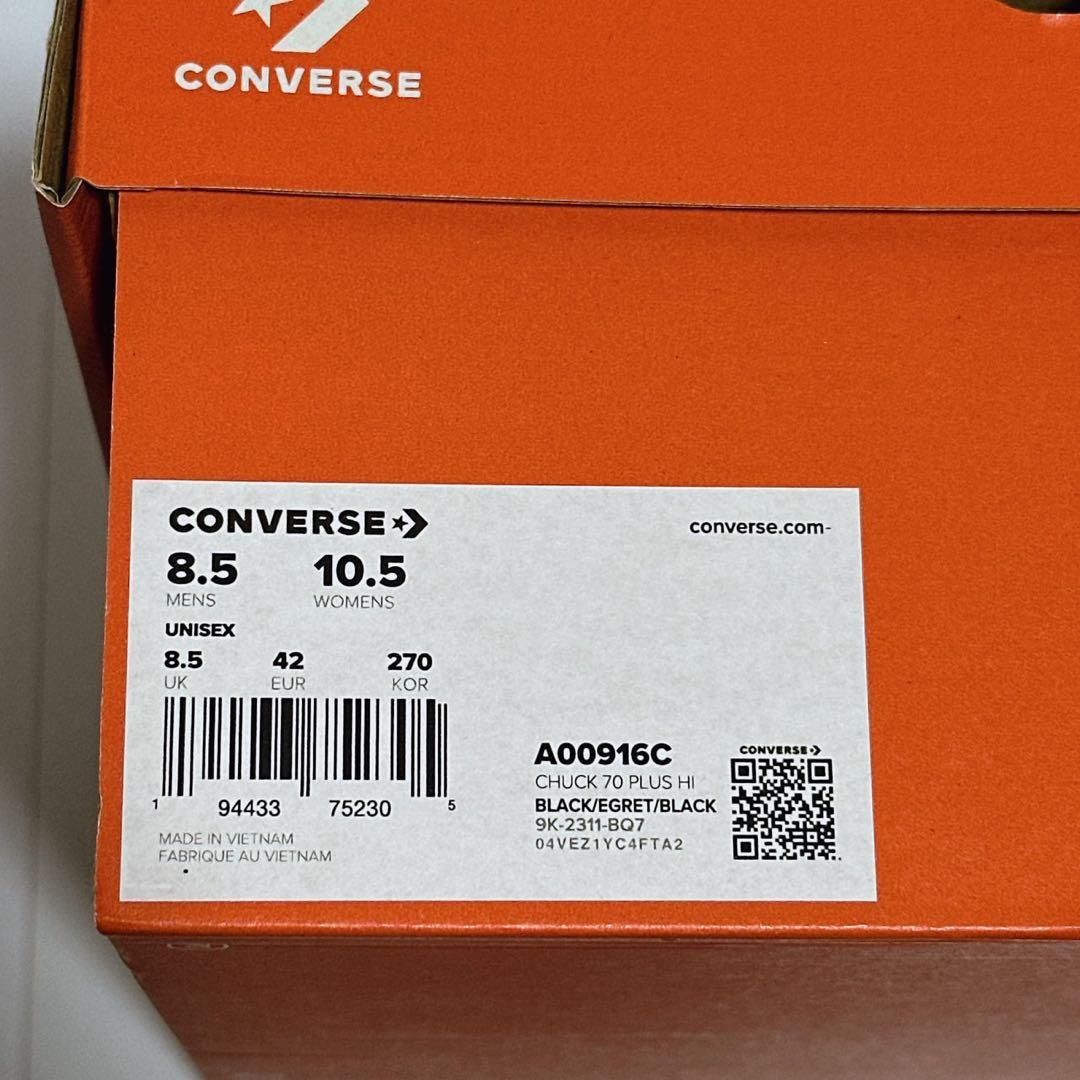 CONVERSE
CONVERSE
converse.com-
8.5 10.5
MENS WOMENS
UNISEX
8.5 42 270
UK EUR KOR
1 94433 75230 5
MADE IN VIETNAM
FABRIQUE AU VIETNAM
A00916C
CHUCK 70 PLUS HI
BLACK/EGRET/BLACK
9K-2311-BQ7
04VEZ1YC4FTA2
CONVERSE